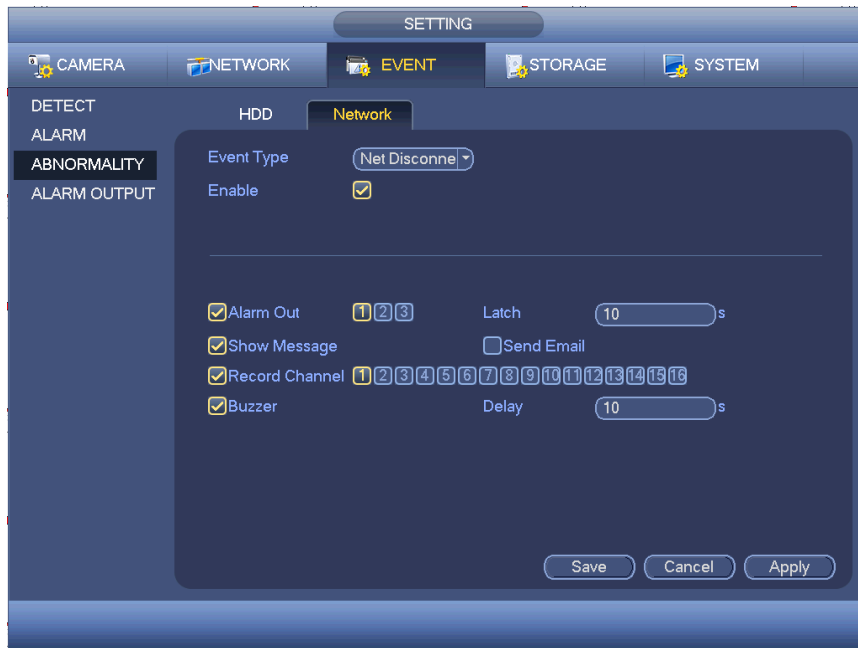 SETTING
CAMERA NETWORK EVENT STORAGE SYSTEM
DETECT
ALARM
ABNORMALITY
ALARM OUTPUT
HDD Network
Event Type Net Disconne
Enable
Alarm Out 1 2 3 Latch 10 s
Show Message Send Email
Record Channel 1 2 3 4 5 6 7 8 9 10 11 12 13 14 15 16
Buzzer Delay 10 s
Save Cancel Apply